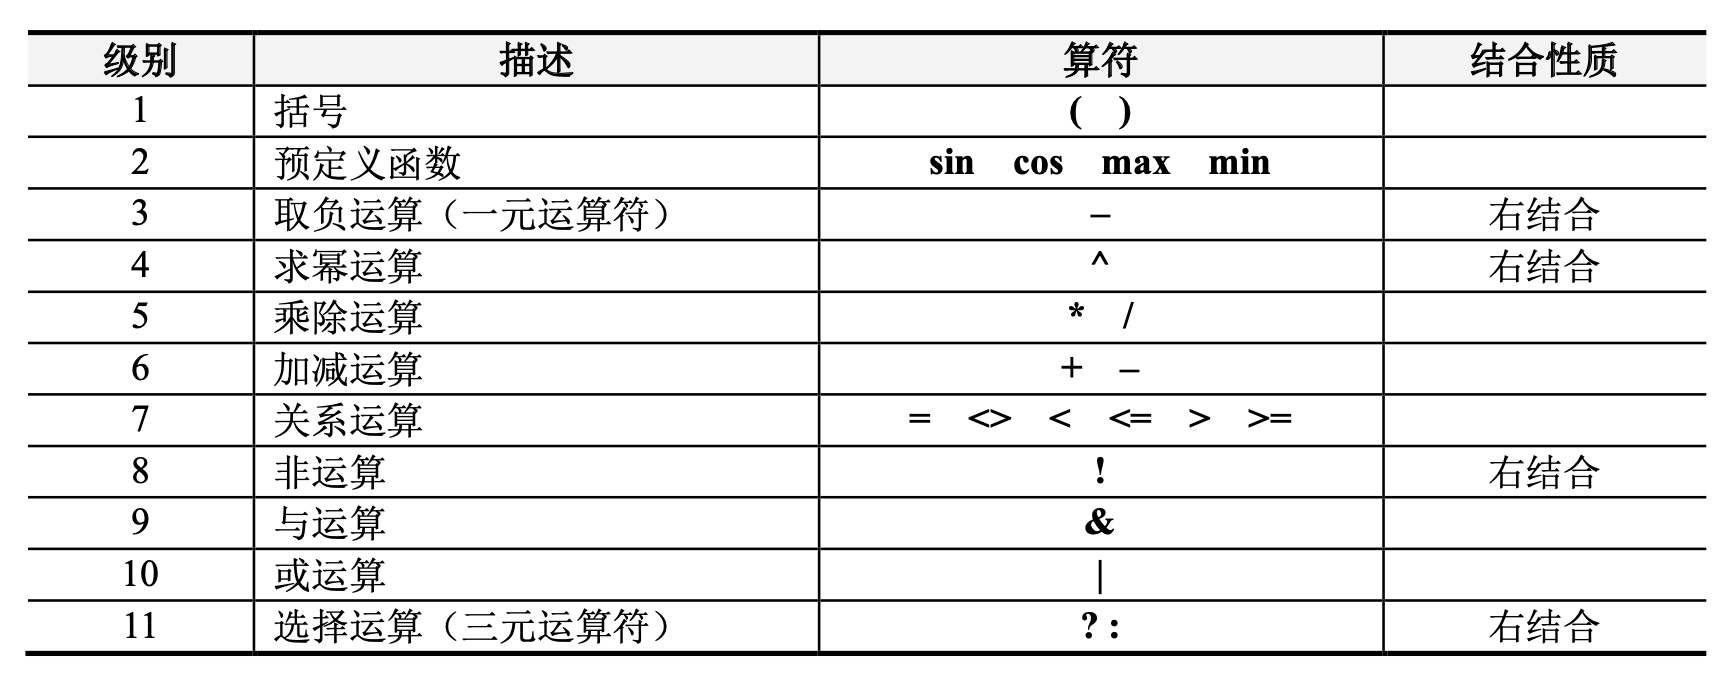 级别 描述 算符 结合性质
1 括号 ( )
2 预定义函数 sin cos max min
3 取负运算（一元运算符） – 右结合
4 求幂运算 ^ 右结合
5 乘除运算 * /
6 加减运算 + –
7 关系运算 = <> < <= > >=
8 非运算 ! 右结合
9 与运算 &
10 或运算 |
11 选择运算（三元运算符） ? : 右结合